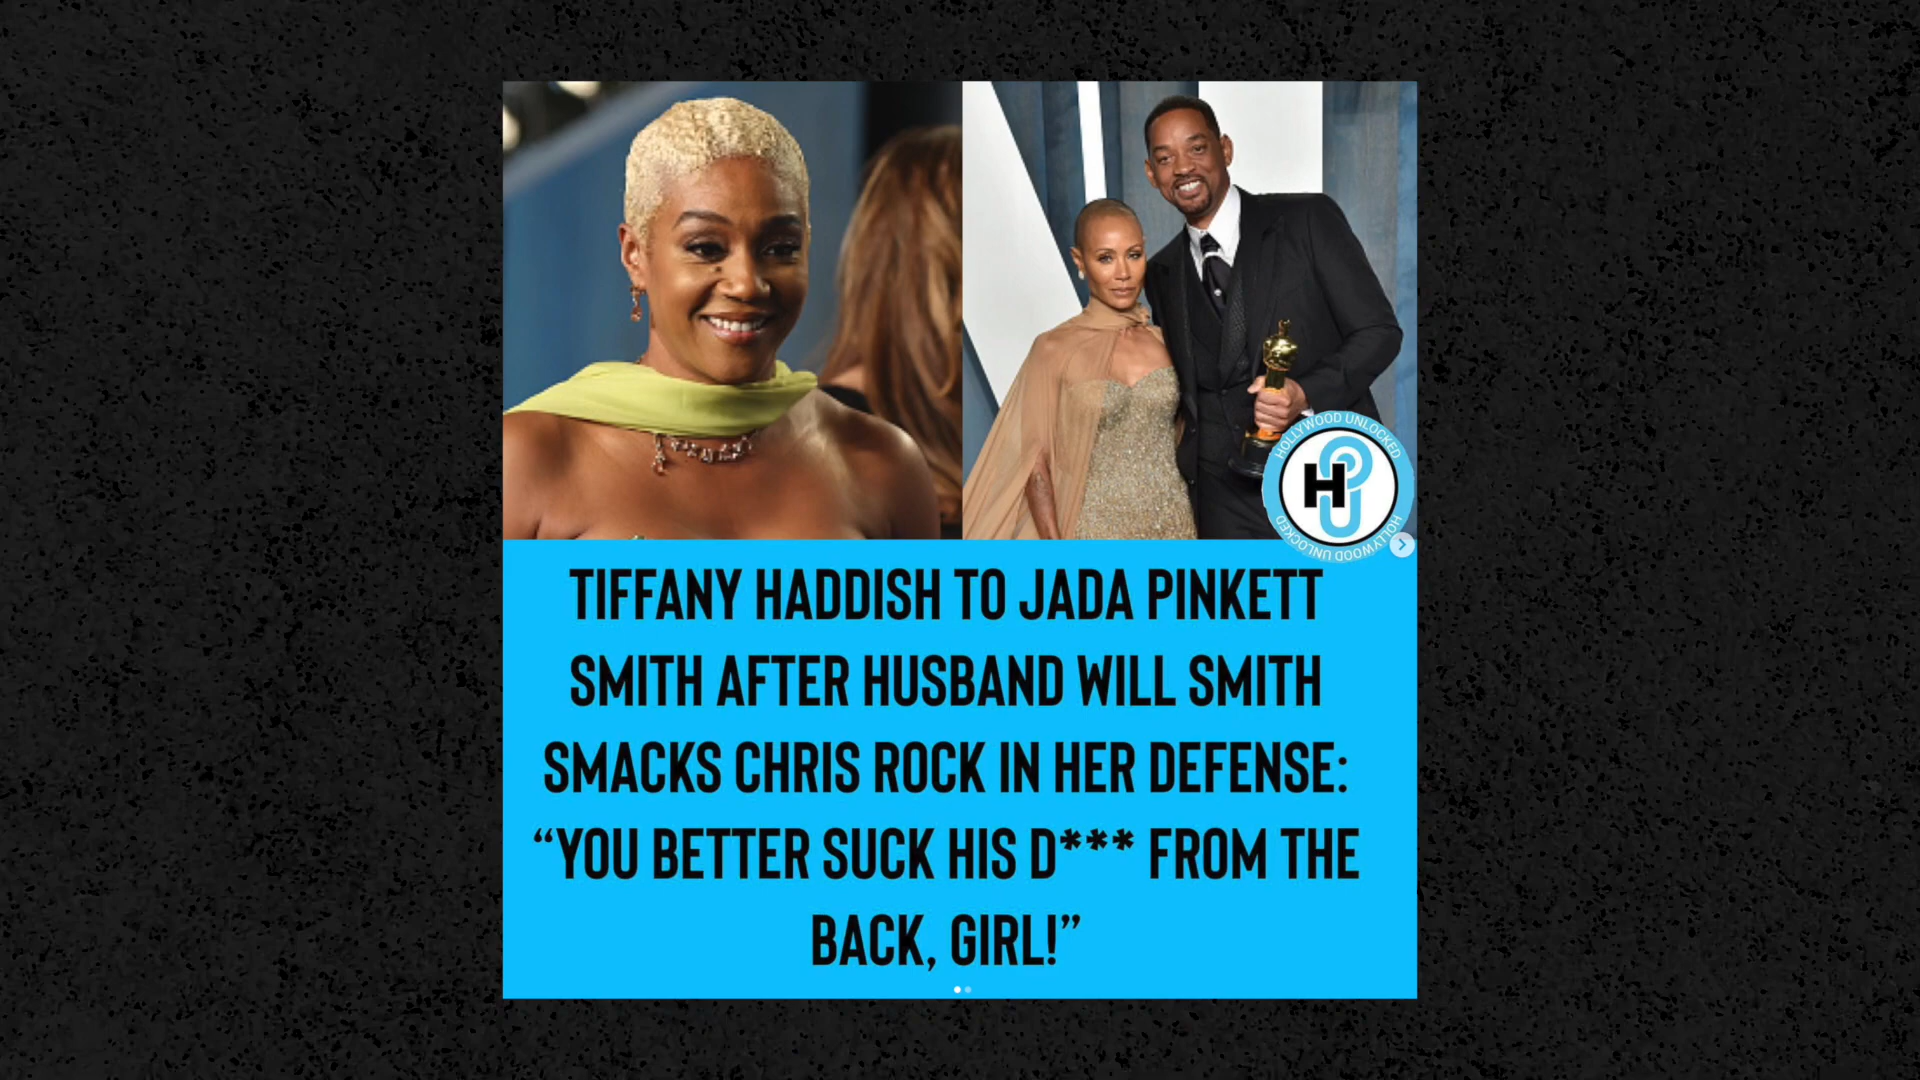 HOLLYWOOD UNLOCKED
H
HOLLYWOOD UNLOCKED
TIFFANY HADDISH TO JADA PINKETT
SMITH AFTER HUSBAND WILL SMITH
SMACKS CHRIS ROCK IN HER DEFENSE:
“YOU BETTER SUCK HIS D*** FROM THE
BACK, GIRL!”